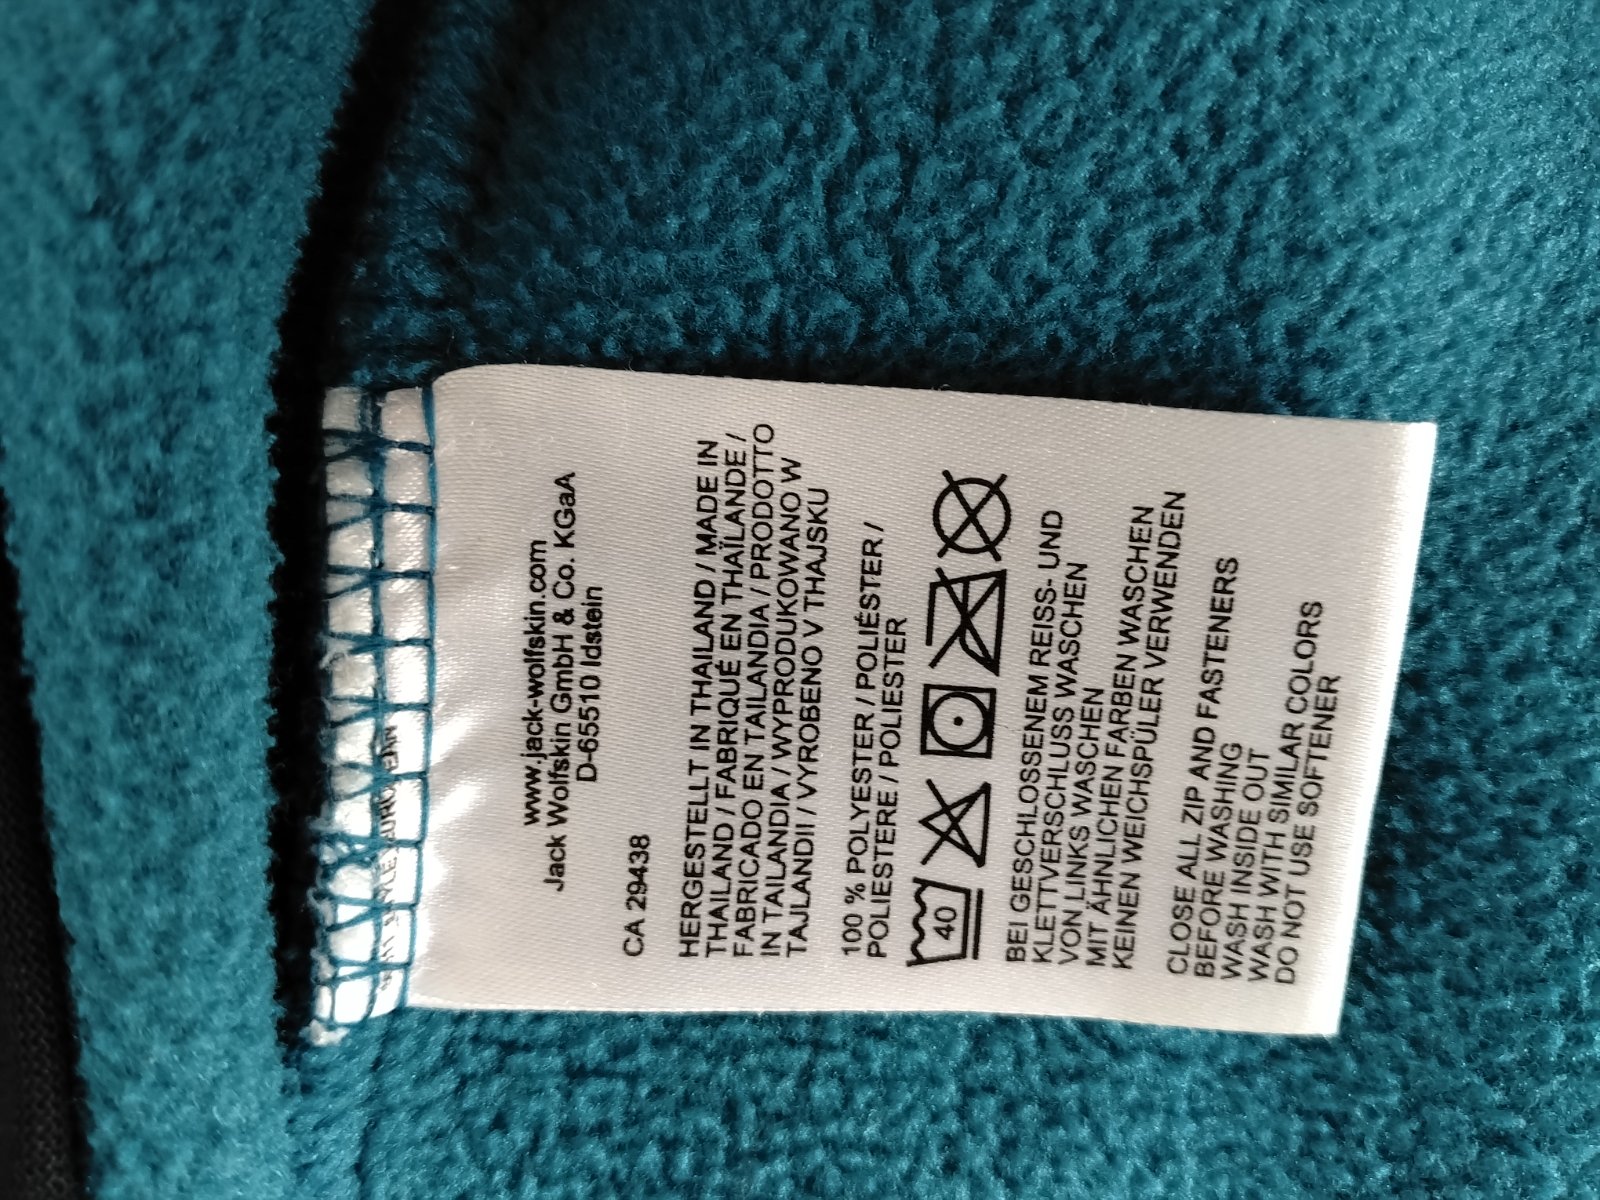 www.jack-wolfskin.com
Jack Wolfskin GmbH & Co. KGaA
D-65510 Idstein
CA 29438
HERGESTELLT IN THAILAND / MADE IN
THAILAND / FABRIQUÉ EN THAÏLANDE /
FABRICADO EN TAILANDIA / PRODOTTO
IN TAILANDIA / WYPRODUKOWANO W
TAJLANDII / VYROBENO V THAJSKU
100 % POLYESTER / POLIÉSTER /
POLIESTERE / POLIESTER
40
BEI GESCHLOSSENEM REISS- UND
KLETTVERSCHLUSS WASCHEN
VON LINKS WASCHEN
MIT ÄHNLICHEN FARBEN WASCHEN
KEINEN WEICHSPÜLER VERWENDEN
CLOSE ALL ZIP AND FASTENERS
BEFORE WASHING
WASH INSIDE OUT
WASH WITH SIMILAR COLORS
DO NOT USE SOFTENER